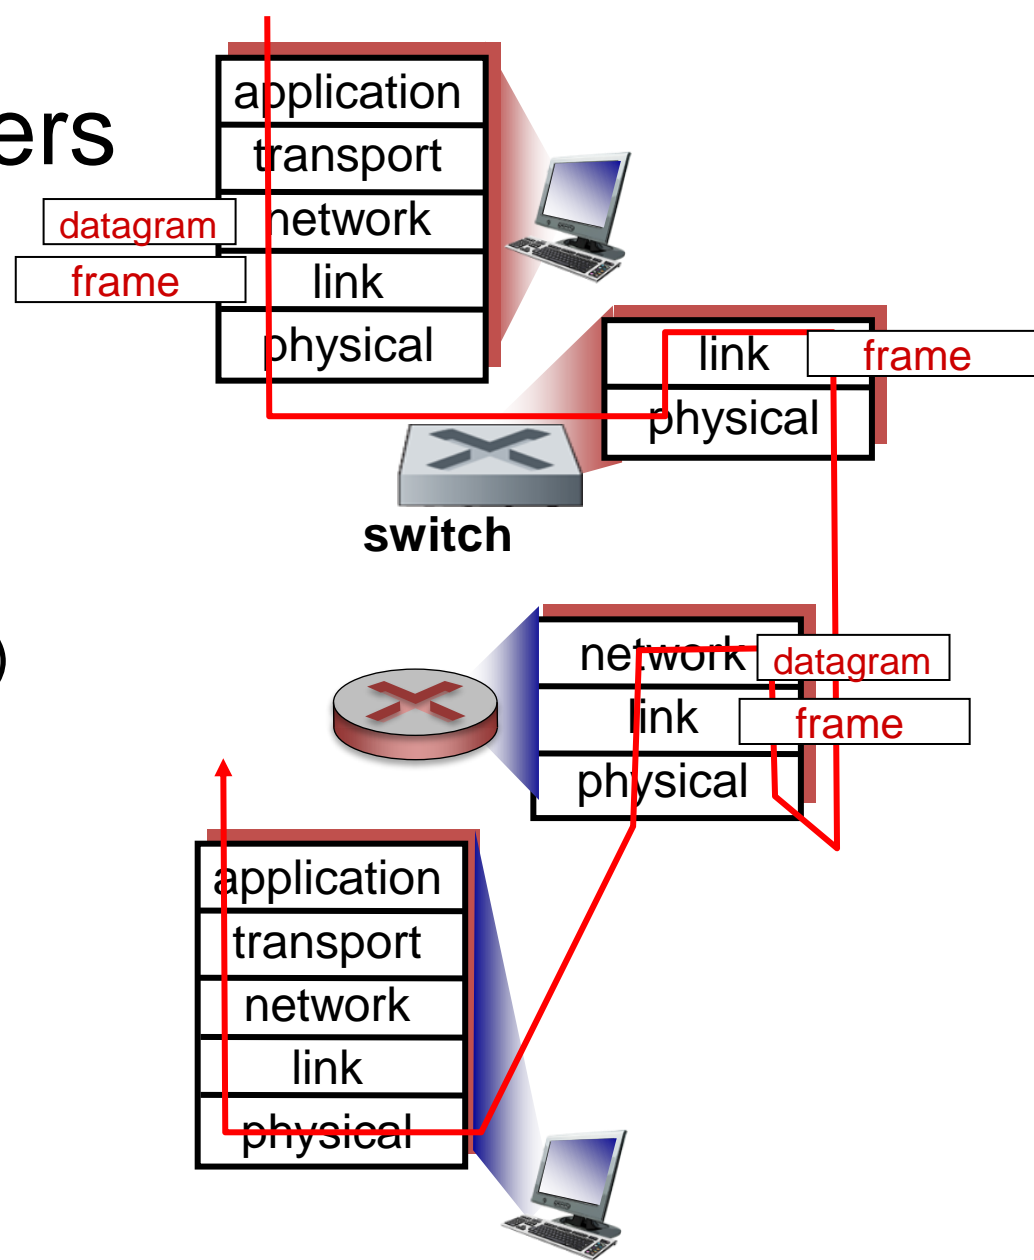 application
ers
transport
datagram
network
frame
link
physical
link
frame
physical
switch
)
network
datagram
link
frame
physical
application
transport
network
link
physical